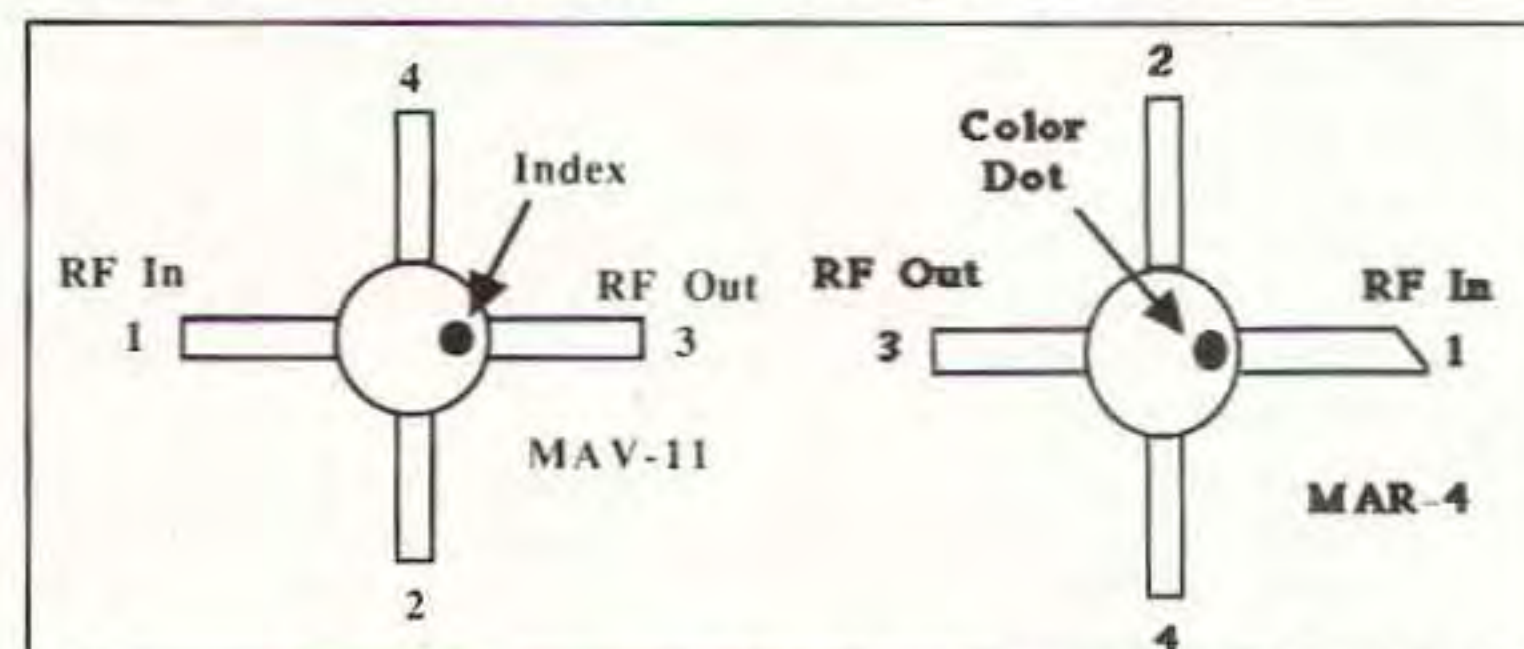 4
Index
RF In
RF Out
1
3
MAV-11
2
2
Color
Dot
RF Out
RF In
3
1
MAR-4
4